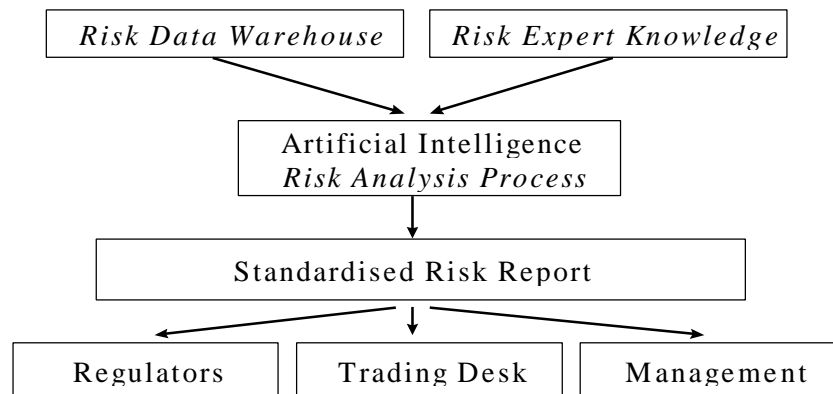 Risk Data Warehouse
Risk Expert Knowledge
Artificial Intelligence
Risk Analysis Process
Standardised Risk Report
Regulators
Trading Desk
Management